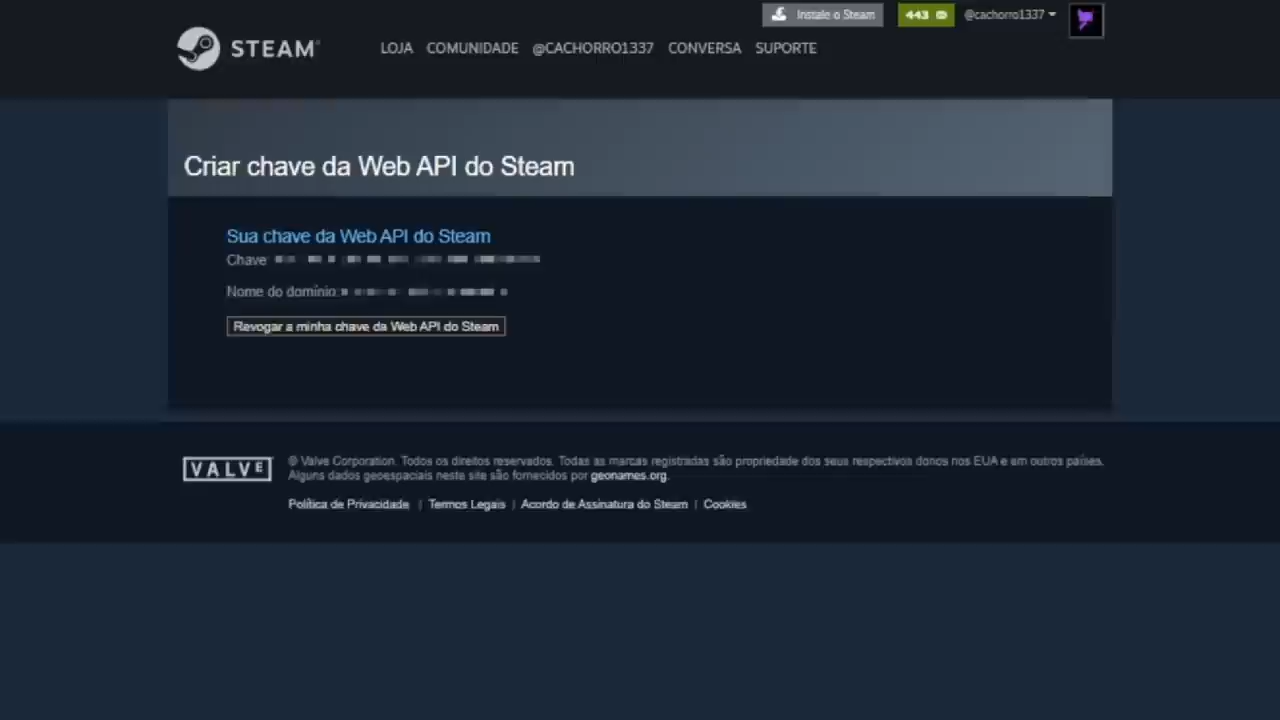 Instale o Steam
443
@cachorro1337
STEAM
LOJA COMUNIDADE @CACHORRO1337 CONVERSA SUPORTE
Criar chave da Web API do Steam
Sua chave da Web API do Steam
Chave:
Nome do domínio:
Revogar a minha chave da Web API do Steam
VALVE
© Valve Corporation. Todos os direitos reservados. Todas as marcas registradas são propriedade dos seus respectivos donos nos EUA e em outros países.
Alguns dados geoespaciais neste site são fornecidos por geonames.org.
Política de Privacidade | Termos Legais | Acordo de Assinatura do Steam | Cookies